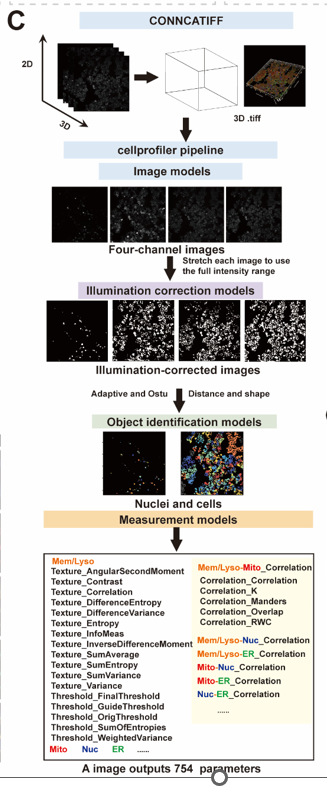 C
CONNCATIFF
2D
3D
3D .tiff
cellprofiler pipeline
Image models
Four-channel images
Stretch each image to use
the full intensity range
Illumination correction models
Illumination-corrected images
Adaptive and Ostu
Distance and shape
Object identification models
Nuclei and cells
Measurement models
Mem/Lyso
Texture_AngularSecondMoment
Texture_Contrast
Texture_Correlation
Texture_DifferenceEntropy
Texture_DifferenceVariance
Texture_Entropy
Texture_InfoMeas
Texture_InverseDifferenceMoment
Texture_SumAverage
Texture_SumEntropy
Texture_SumVariance
Texture_Variance
Threshold_FinalThreshold
Threshold_GuideThreshold
Threshold_OrigThreshold
Threshold_SumOfEntropies
Threshold_WeightedVariance
Mito Nuc ER ......
Mem/Lyso-Mito_Correlation
Correlation_Correlation
Correlation_K
Correlation_Manders
Correlation_Overlap
Correlation_RWC
Mem/Lyso-Nuc_Correlation
Mem/Lyso-ER_Correlation
Mito-Nuc_Correlation
Mito-ER_Correlation
Nuc-ER_Correlation
......
A image outputs 754 parameters